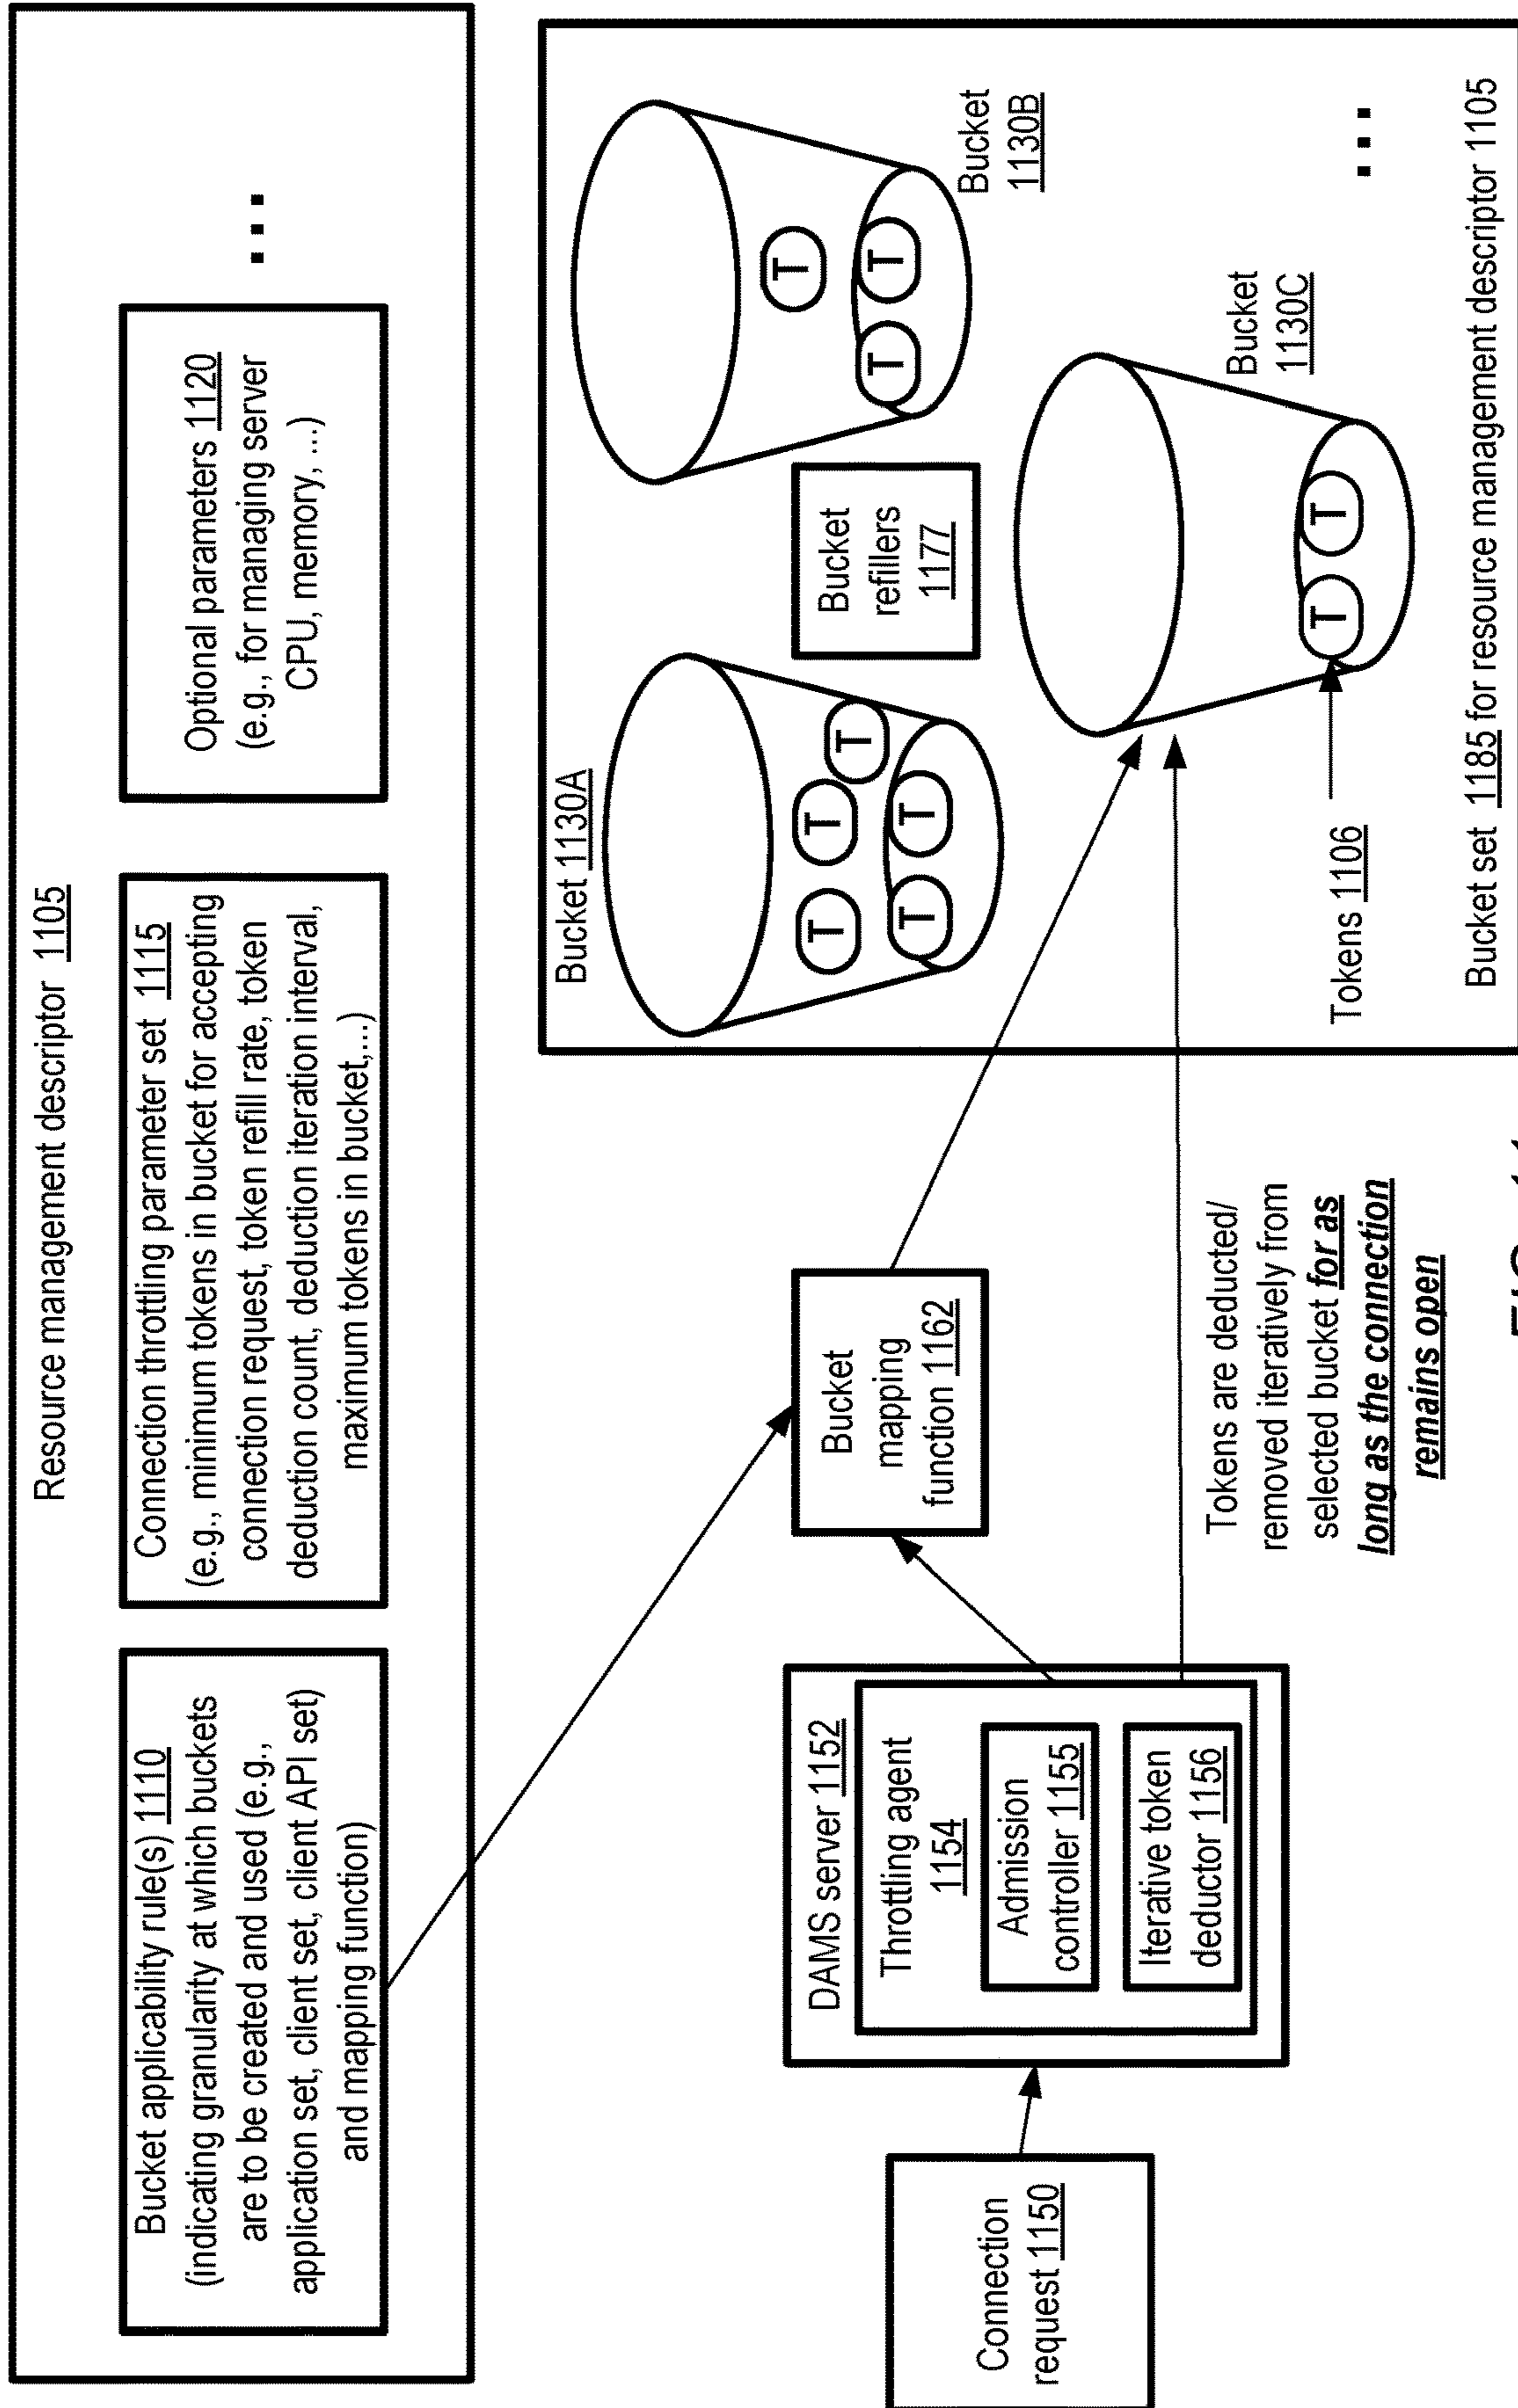 Resource management descriptor 1105
Bucket applicability rule(s) 1110
(indicating granularity at which buckets
are to be created and used (e.g.,
application set, client set, client API set)
and mapping function)
Connection throttling parameter set 1115
(e.g., minimum tokens in bucket for accepting
connection request, token refill rate, token
deduction count, deduction iteration interval,
maximum tokens in bucket,...)
Optional parameters 1120
(e.g., for managing server
CPU, memory, ...)
...
Connection
request 1150
DAMS server 1152
Throttling agent
1154
Admission
controller 1155
Iterative token
deductor 1156
Bucket
mapping
function 1162
Tokens are deducted/
removed iteratively from
selected bucket for as
long as the connection
remains open
Bucket 1130A
T
T
T
T
T
Bucket
refillers
1177
T
T
T
Bucket
1130B
T
T
Bucket
1130C
Tokens 1106
...
Bucket set 1185 for resource management descriptor 1105